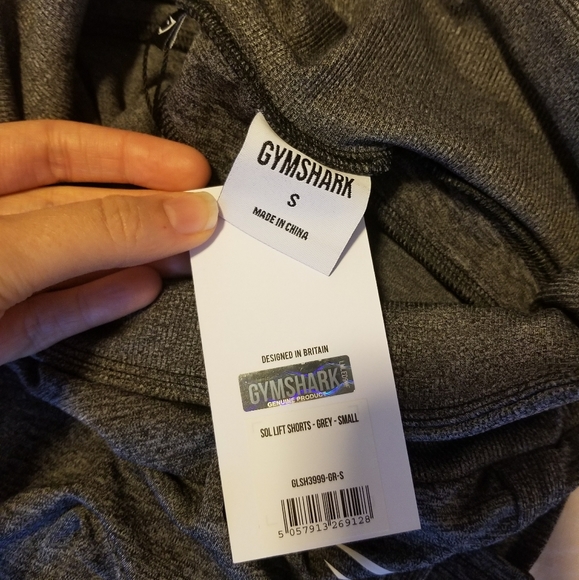 GYMSHARK
S
MADE IN CHINA
DESIGNED IN BRITAIN
GYMSHARK
GENUINE PRODUCT
SOL LIFT SHORTS - GREY - SMALL
GLSH3999-GR-S
5 057913 269128